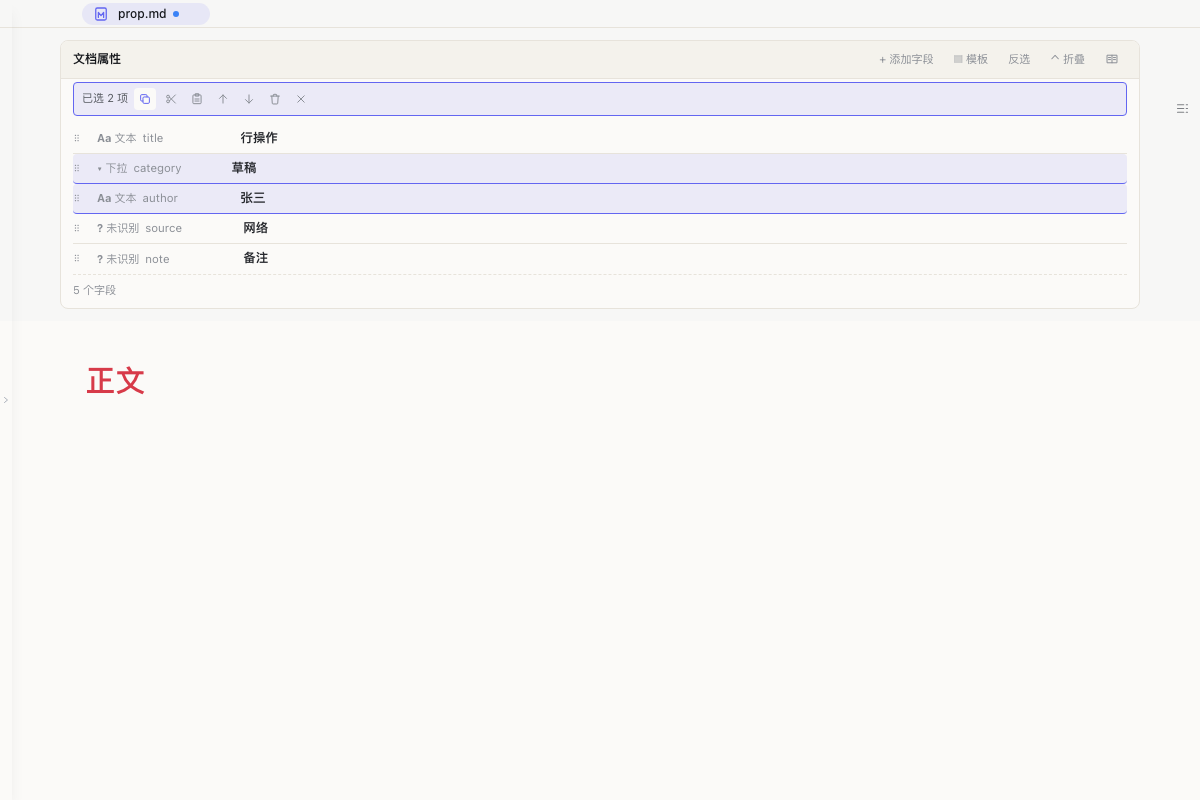 prop.md
文档属性
+ 添加字段 模板 反选 折叠
已选 2 项
Aa 文本 title 行操作
下拉 category 草稿
Aa 文本 author 张三
? 未识别 source 网络
? 未识别 note 备注
5 个字段
正文